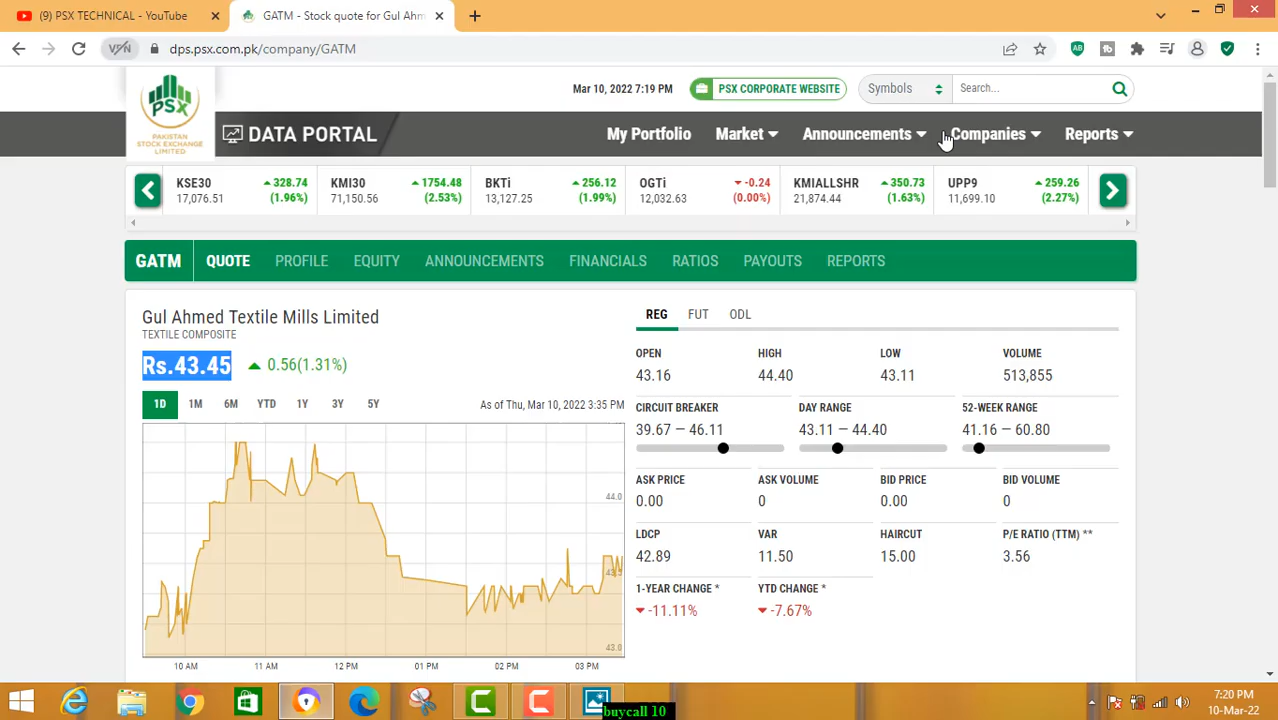 (9) PSX TECHNICAL - YouTube
GATM - Stock quote for Gul Ahm
VPN dps.psx.com.pk/company/GATM
Mar 10, 2022 7:19 PM PSX CORPORATE WEBSITE Symbols Search...
PSX
PAKISTAN
STOCK EXCHANGE
LIMITED
DATA PORTAL
My Portfolio Market Announcements Companies Reports
KSE30 328.74
17,076.51 (1.96%)
KMI30 1754.48
71,150.56 (2.53%)
BKTi 256.12
13,127.25 (1.99%)
OGTi -0.24
12,032.63 (0.00%)
KMIALLSHR 350.73
21,874.44 (1.63%)
UPP9 259.26
11,699.10 (2.27%)
GATM QUOTE PROFILE EQUITY ANNOUNCEMENTS FINANCIALS RATIOS PAYOUTS REPORTS
Gul Ahmed Textile Mills Limited
TEXTILE COMPOSITE
Rs.43.45 0.56(1.31%)
1D 1M 6M YTD 1Y 3Y 5Y As of Thu, Mar 10, 2022 3:35 PM
44.0
43.5
43.0
10 AM 11 AM 12 PM 01 PM 02 PM 03 PM
REG FUT ODL
OPEN HIGH LOW VOLUME
43.16 44.40 43.11 513,855
CIRCUIT BREAKER DAY RANGE 52-WEEK RANGE
39.67 — 46.11 43.11 — 44.40 41.16 — 60.80
ASK PRICE ASK VOLUME BID PRICE BID VOLUME
0.00 0 0.00 0
LDCP VAR HAIRCUT P/E RATIO (TTM) **
42.89 11.50 15.00 3.56
1-YEAR CHANGE * YTD CHANGE *
-11.11% -7.67%
buycall 10
7:20 PM
10-Mar-22